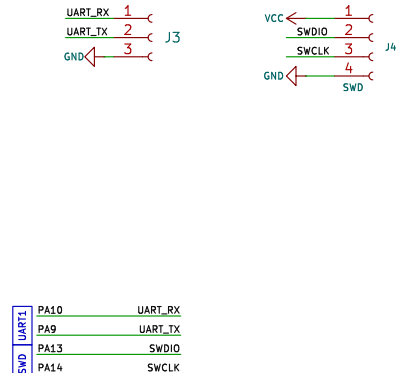 UART_RX 1
UART_TX 2
GND 3
J3
VCC 1
SWDIO 2
SWCLK 3
GND 4
J4
SWD
UART1
PA10 UART_RX
PA9 UART_TX
SWD
PA13 SWDIO
PA14 SWCLK